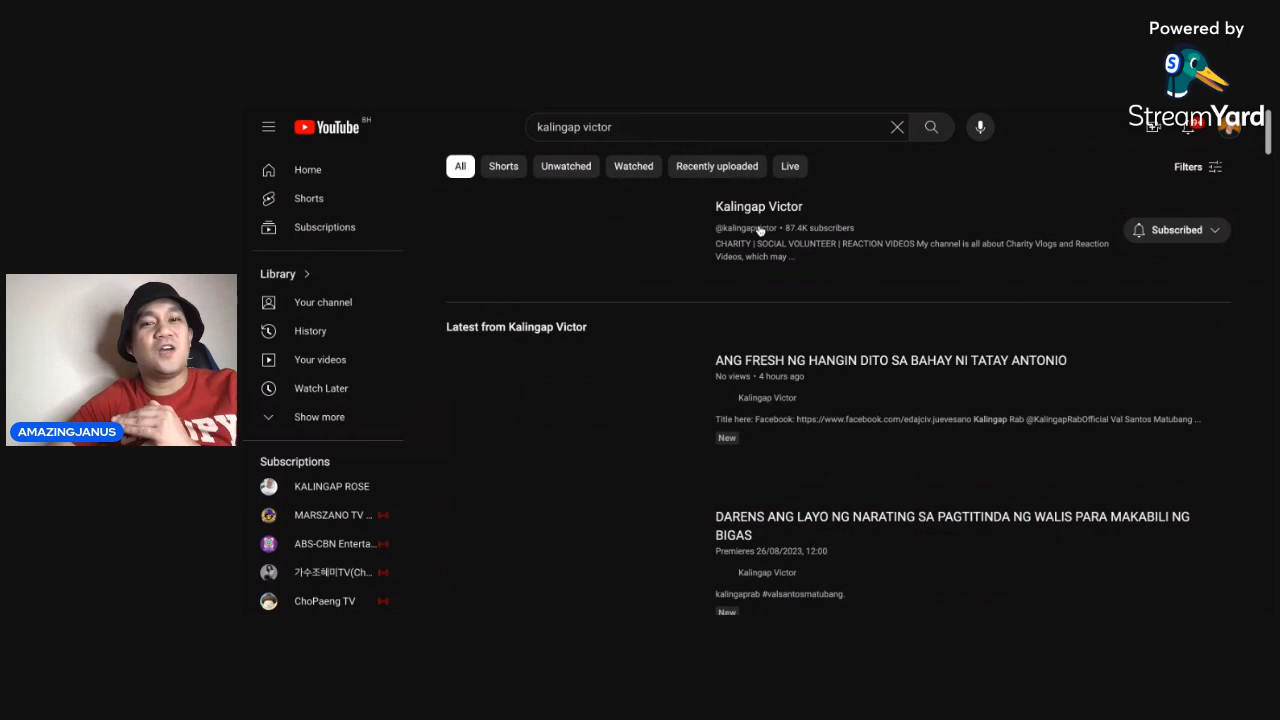 Powered by
StreamYard
YouTube BH
kalingap victor
All
Shorts
Unwatched
Watched
Recently uploaded
Live
Filters
Home
Shorts
Subscriptions
Library
Your channel
History
Your videos
Watch Later
Show more
Subscriptions
KALINGAP ROSE
MARSZANO TV ...
ABS-CBN Enterta...
가수조혜미TV(Ch...
ChoPaeng TV
Kalingap Victor
@kalingapvictor • 87.4K subscribers
CHARITY | SOCIAL VOLUNTEER | REACTION VIDEOS My channel is all about Charity Vlogs and Reaction
Videos, which may ...
Subscribed
Latest from Kalingap Victor
ANG FRESH NG HANGIN DITO SA BAHAY NI TATAY ANTONIO
No views • 4 hours ago
Kalingap Victor
Title here: Facebook: https://www.facebook.com/edajciv.juevesano Kalingap Rab @KalingapRabOfficial Val Santos Matubang ...
New
DARENS ANG LAYO NG NARATING SA PAGTITINDA NG WALIS PARA MAKABILI NG
BIGAS
Premieres 26/08/2023, 12:00
Kalingap Victor
kalingaprab #valsantosmatubang.
New
AMAZINGJANUS